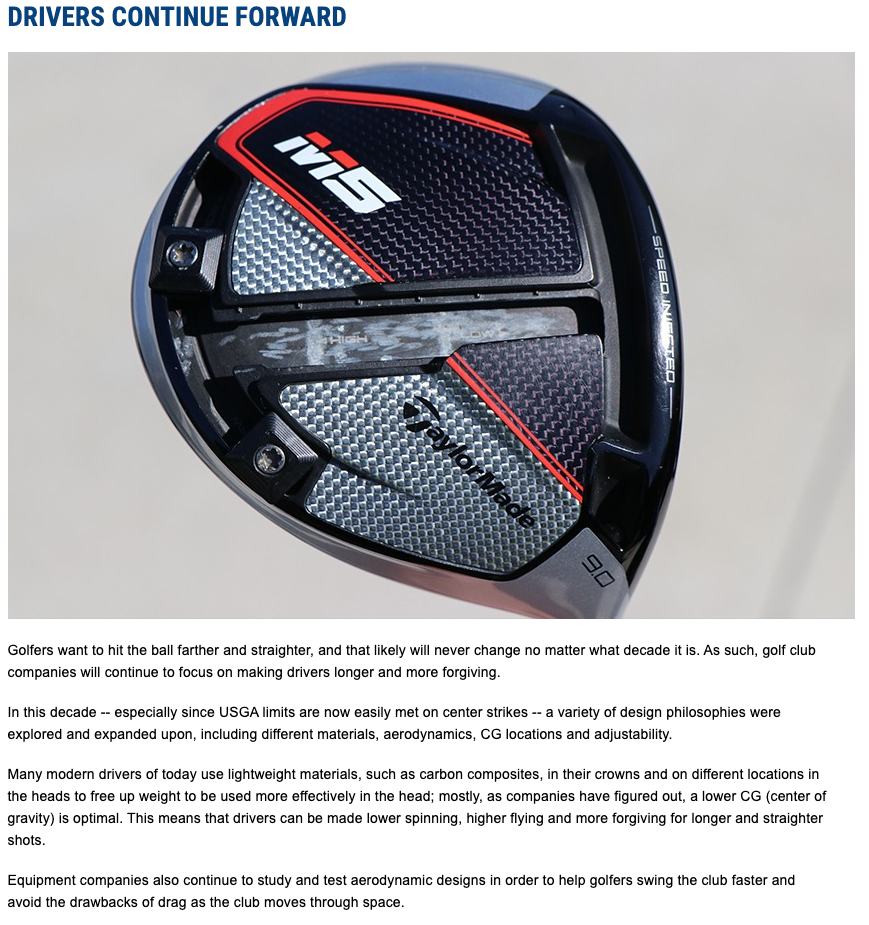 DRIVERS CONTINUE FORWARD
M5
SPEED INJECTED
HIGH
LOW
TaylorMade
9.0
Golfers want to hit the ball farther and straighter, and that likely will never change no matter what decade it is. As such, golf club
companies will continue to focus on making drivers longer and more forgiving.
In this decade -- especially since USGA limits are now easily met on center strikes -- a variety of design philosophies were
explored and expanded upon, including different materials, aerodynamics, CG locations and adjustability.
Many modern drivers of today use lightweight materials, such as carbon composites, in their crowns and on different locations in
the heads to free up weight to be used more effectively in the head; mostly, as companies have figured out, a lower CG (center of
gravity) is optimal. This means that drivers can be made lower spinning, higher flying and more forgiving for longer and straighter
shots.
Equipment companies also continue to study and test aerodynamic designs in order to help golfers swing the club faster and
avoid the drawbacks of drag as the club moves through space.